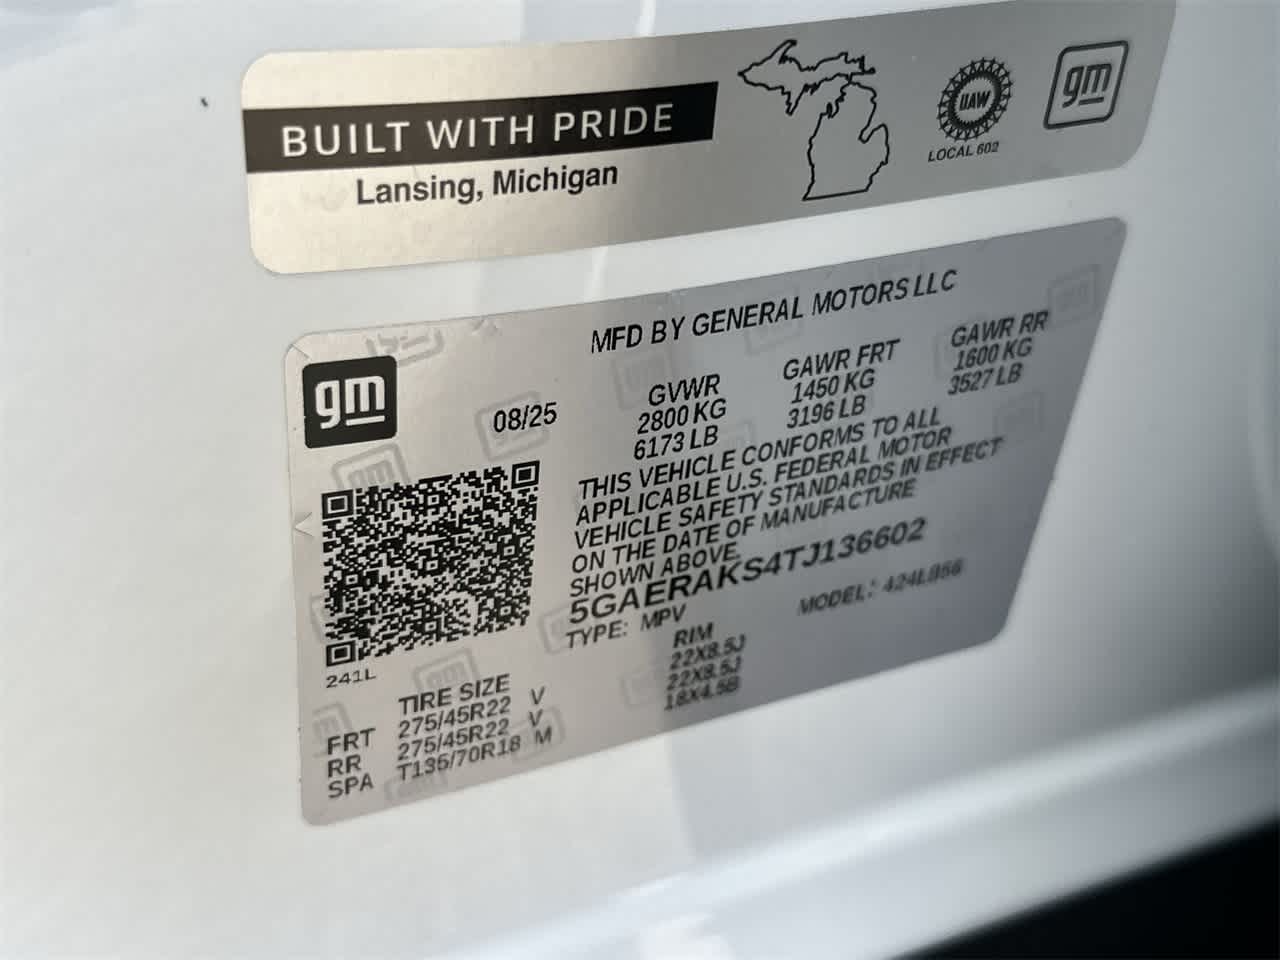 BUILT WITH PRIDE
Lansing, Michigan
UAW
LOCAL 602
gm
MFD BY GENERAL MOTORS LLC
gm
08/25
GVWR GAWR FRT GAWR RR
2800 KG 1450 KG 1600 KG
6173 LB 3196 LB 3527 LB
THIS VEHICLE CONFORMS TO ALL
APPLICABLE U.S. FEDERAL MOTOR
VEHICLE SAFETY STANDARDS IN EFFECT
ON THE DATE OF MANUFACTURE
SHOWN ABOVE.
5GAERAKS4TJ136602
TYPE: MPV MODEL: 424LB56
241L
TIRE SIZE RIM
FRT 275/45R22 V 22X8.5J
RR 275/45R22 V 22X8.5J
SPA T135/70R18 M 18X4.5B